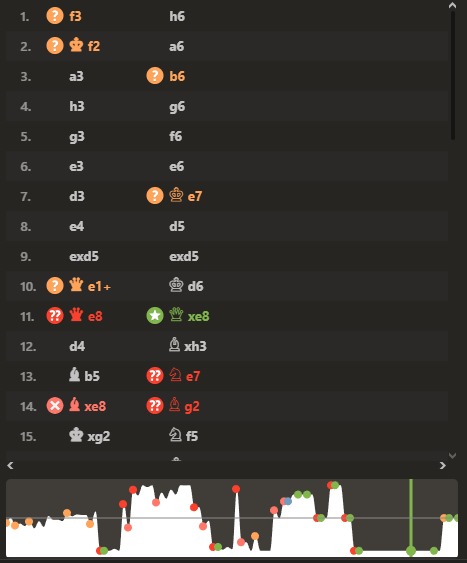 1. ? f3 h6
2. ? ♚f2 a6
3. a3 ? b6
4. h3 g6
5. g3 f6
6. e3 e6
7. d3 ? ♔e7
8. e4 d5
9. exd5 exd5
10. ? ♛e1+ ♔d6
11. ?? ♛e8 ★ ♕xe8
12. d4 ♗xh3
13. ♝b5 ?? ♘e7
14. ♝xe8 ?? ♗g2
15. ♚xg2 ♘f5